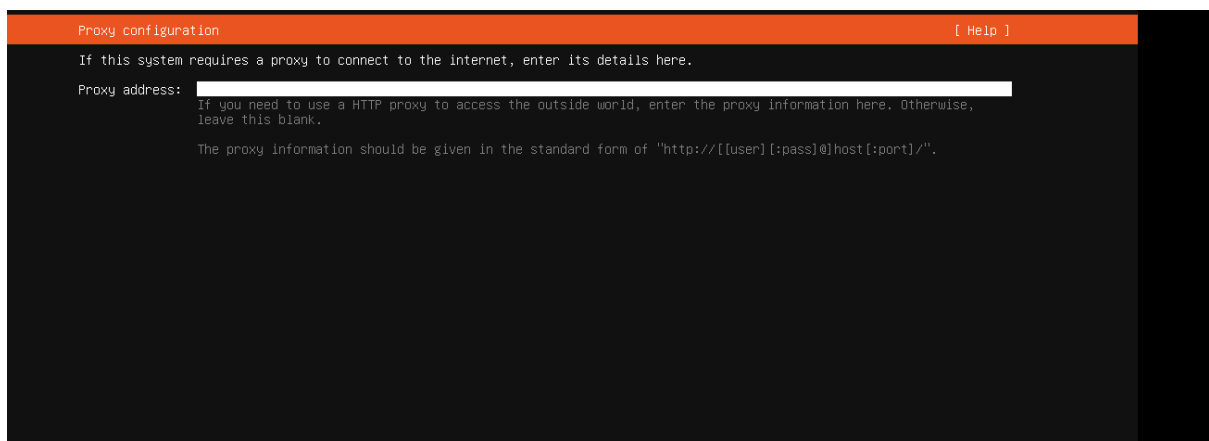 Proxy configuration [ Help ]
If this system requires a proxy to connect to the internet, enter its details here.
Proxy address:
If you need to use a HTTP proxy to access the outside world, enter the proxy information here. Otherwise,
leave this blank.
The proxy information should be given in the standard form of "http://[[user][:pass]@]host[:port]/".